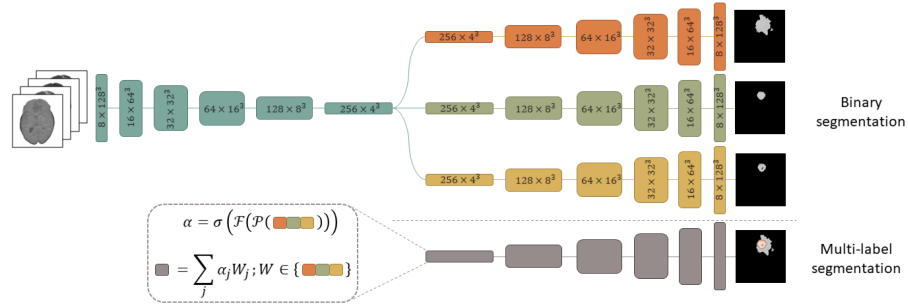 8 × 128³
16 × 64³
32 × 32³
64 × 16³
128 × 8³
256 × 4³
256 × 4³
128 × 8³
64 × 16³
32 × 32³
16 × 64³
8 × 128³
256 × 4³
128 × 8³
64 × 16³
32 × 32³
16 × 64³
8 × 128³
256 × 4³
128 × 8³
64 × 16³
32 × 32³
16 × 64³
8 × 128³
Binary
segmentation
α = σ(ℱ(𝒫( )))
= ∑ⱼ αⱼWⱼ ; W ∈ { }
Multi-label
segmentation